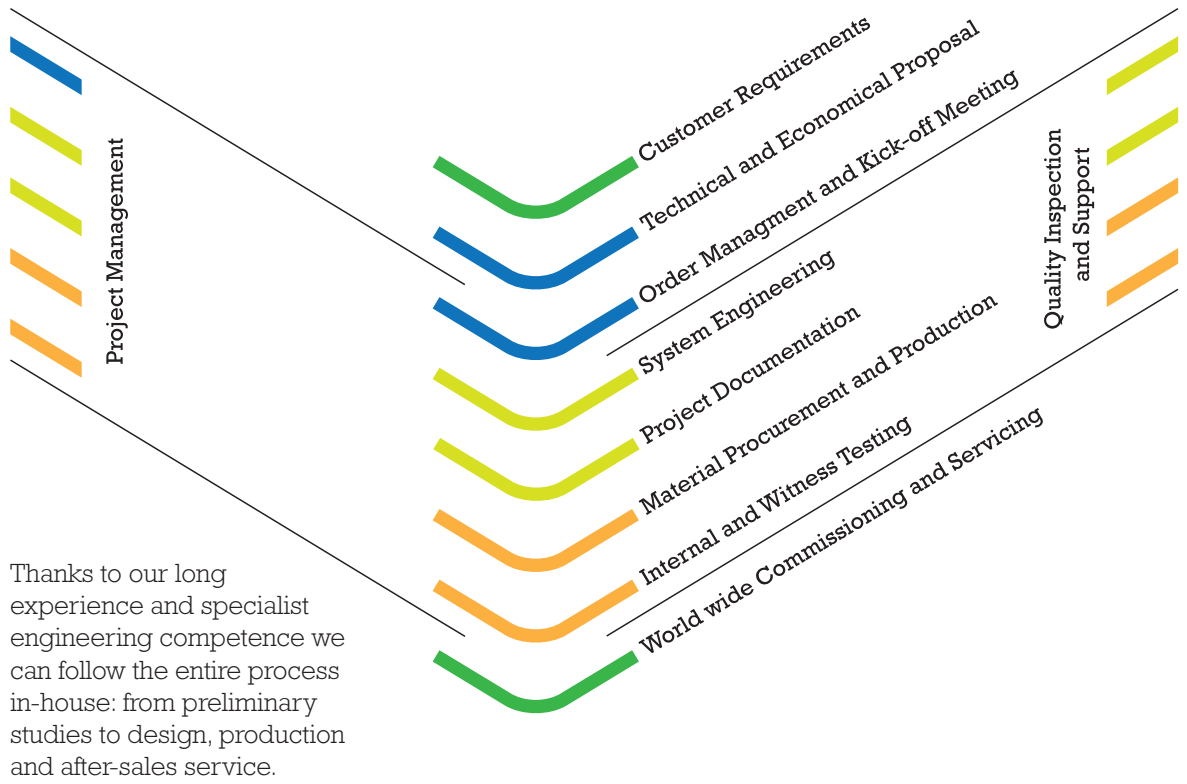 Project Management
Customer Requirements
Technical and Economical Proposal
Order Managment and Kick-off Meeting
System Engineering
Project Documentation
Material Procurement and Production
Internal and Witness Testing
World wide Commissioning and Servicing
Quality Inspection
and Support
Thanks to our long
experience and specialist
engineering competence we
can follow the entire process
in-house: from preliminary
studies to design, production
and after-sales service.